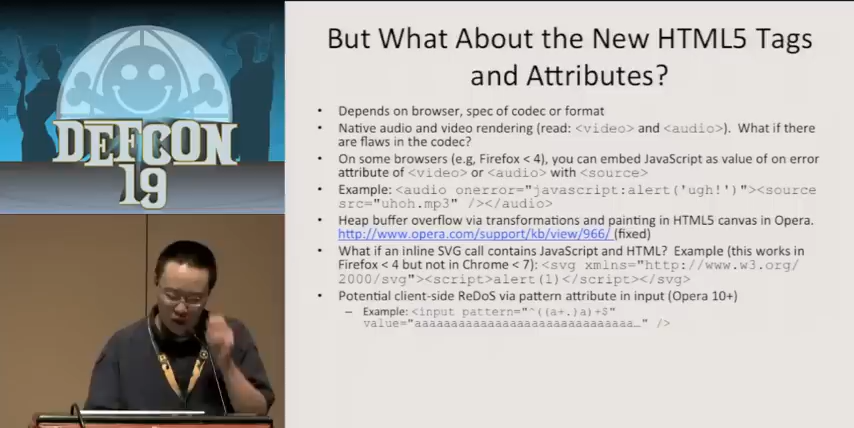 DEFCON
19
But What About the New HTML5 Tags
and Attributes?
• Depends on browser, spec of codec or format
• Native audio and video rendering (read: <video> and <audio>). What if there
are flaws in the codec?
• On some browsers (e.g, Firefox < 4), you can embed JavaScript as value of on error
attribute of <video> or <audio> with <source>
• Example: <audio onerror="javascript:alert('ugh!')"><source
src="uhoh.mp3" /></audio>
• Heap buffer overflow via transformations and painting in HTML5 canvas in Opera.
http://www.opera.com/support/kb/view/966/ (fixed)
• What if an inline SVG call contains JavaScript and HTML? Example (this works in
Firefox < 4 but not in Chrome < 7): <svg xmlns="http://www.w3.org/
2000/svg"><script>alert(1)</script></svg>
• Potential client-side ReDoS via pattern attribute in input (Opera 10+)
– Example: <input pattern="^((a+.)a)+$"
value="aaaaaaaaaaaaaaaaaaaaaaaaaaaaaaa…" />